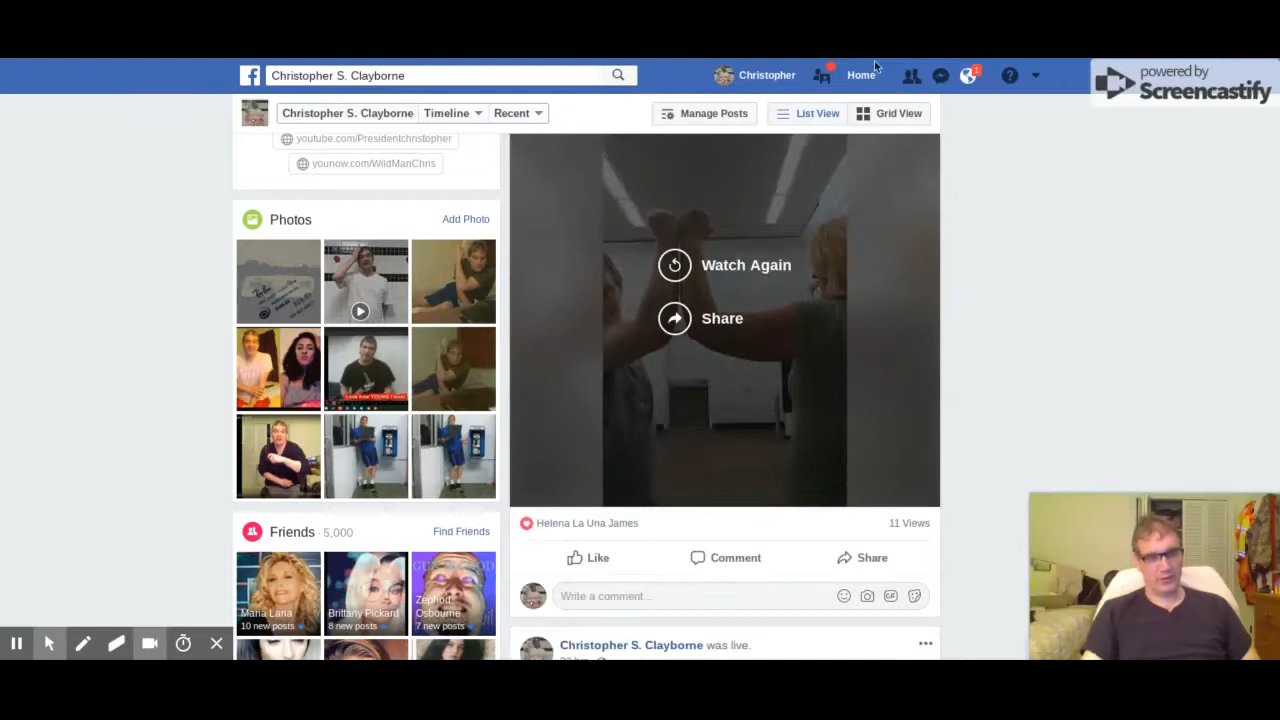 Christopher S. Clayborne
Christopher
Home
1
?
powered by
Screencastify
Christopher S. Clayborne
Timeline
Recent
Manage Posts
List View
Grid View
youtube.com/Presidentchristopher
younow.com/WildManChris
Photos
Add Photo
Watch Again
Share
Friends · 5,000
Find Friends
Maria Lana
10 new posts
Brittany Pickard
8 new posts
Zephod
Osbourne
7 new posts
Helena La Una James
11 Views
Like
Comment
Share
Write a comment...
GIF
Christopher S. Clayborne was live.